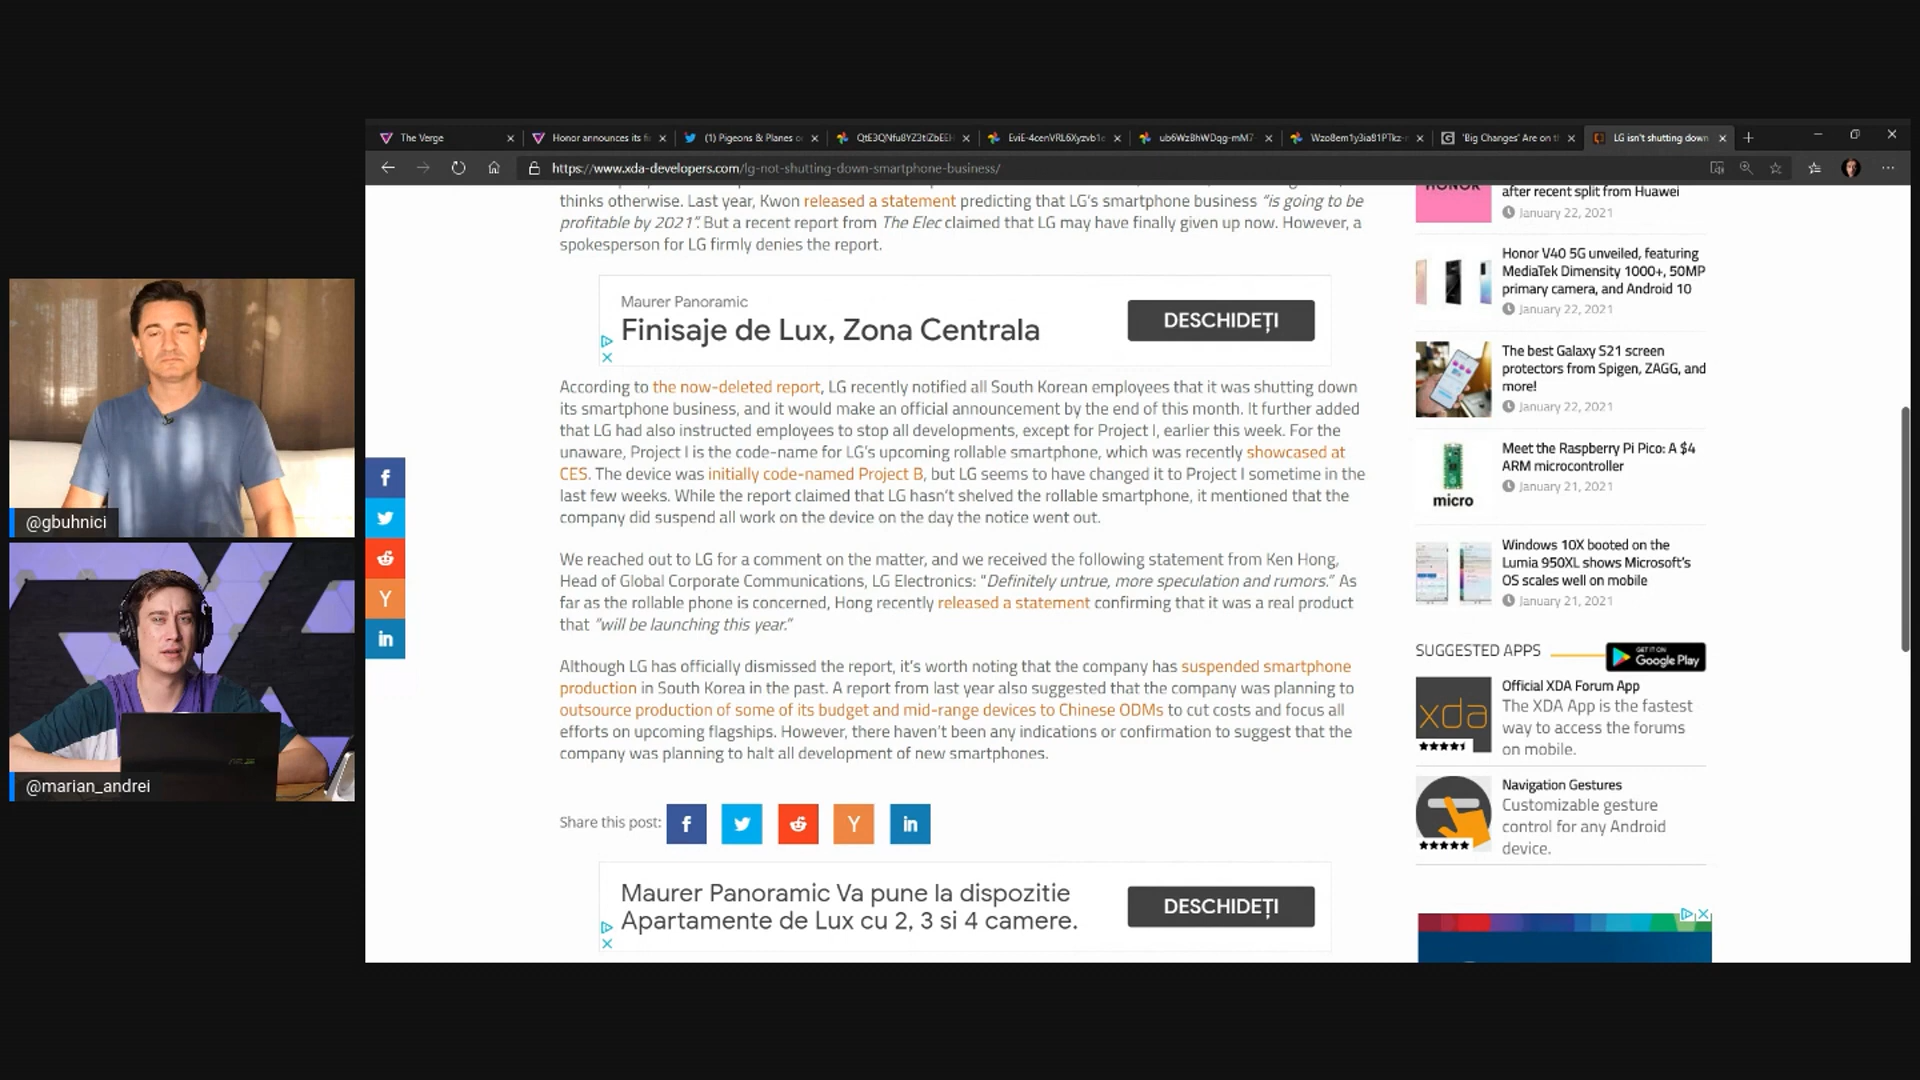 The Verge
Honor announces its fi
(1) Pigeons & Planes o
'Big Changes' Are on t
LG isn't shutting down
https://www.xda-developers.com/lg-not-shutting-down-smartphone-business/
thinks otherwise. Last year, Kwon released a statement predicting that LG's smartphone business "is going to be
profitable by 2021". But a recent report from The Elec claimed that LG may have finally given up now. However, a
spokesperson for LG firmly denies the report.
Maurer Panoramic
Finisaje de Lux, Zona Centrala
DESCHIDEȚI
According to the now-deleted report, LG recently notified all South Korean employees that it was shutting down
its smartphone business, and it would make an official announcement by the end of this month. It further added
that LG had also instructed employees to stop all developments, except for Project I, earlier this week. For the
unaware, Project I is the code-name for LG's upcoming rollable smartphone, which was recently showcased at
CES. The device was initially code-named Project B, but LG seems to have changed it to Project I sometime in the
last few weeks. While the report claimed that LG hasn't shelved the rollable smartphone, it mentioned that the
company did suspend all work on the device on the day the notice went out.
We reached out to LG for a comment on the matter, and we received the following statement from Ken Hong,
Head of Global Corporate Communications, LG Electronics: "Definitely untrue, more speculation and rumors." As
far as the rollable phone is concerned, Hong recently released a statement confirming that it was a real product
that "will be launching this year."
Although LG has officially dismissed the report, it's worth noting that the company has suspended smartphone
production in South Korea in the past. A report from last year also suggested that the company was planning to
outsource production of some of its budget and mid-range devices to Chinese ODMs to cut costs and focus all
efforts on upcoming flagships. However, there haven't been any indications or confirmation to suggest that the
company was planning to halt all development of new smartphones.
Share this post:
Maurer Panoramic Va pune la dispozitie
Apartamente de Lux cu 2, 3 si 4 camere.
DESCHIDEȚI
HONOR
after recent split from Huawei
January 22, 2021
Honor V40 5G unveiled, featuring
MediaTek Dimensity 1000+, 50MP
primary camera, and Android 10
January 22, 2021
The best Galaxy S21 screen
protectors from Spigen, ZAGG, and
more!
January 22, 2021
Meet the Raspberry Pi Pico: A $4
ARM microcontroller
January 21, 2021
micro
Windows 10X booted on the
Lumia 950XL shows Microsoft's
OS scales well on mobile
January 21, 2021
SUGGESTED APPS
GET IT ON
Google Play
xda
Official XDA Forum App
The XDA App is the fastest
way to access the forums
on mobile.
Navigation Gestures
Customizable gesture
control for any Android
device.
@gbuhnici
@marian_andrei